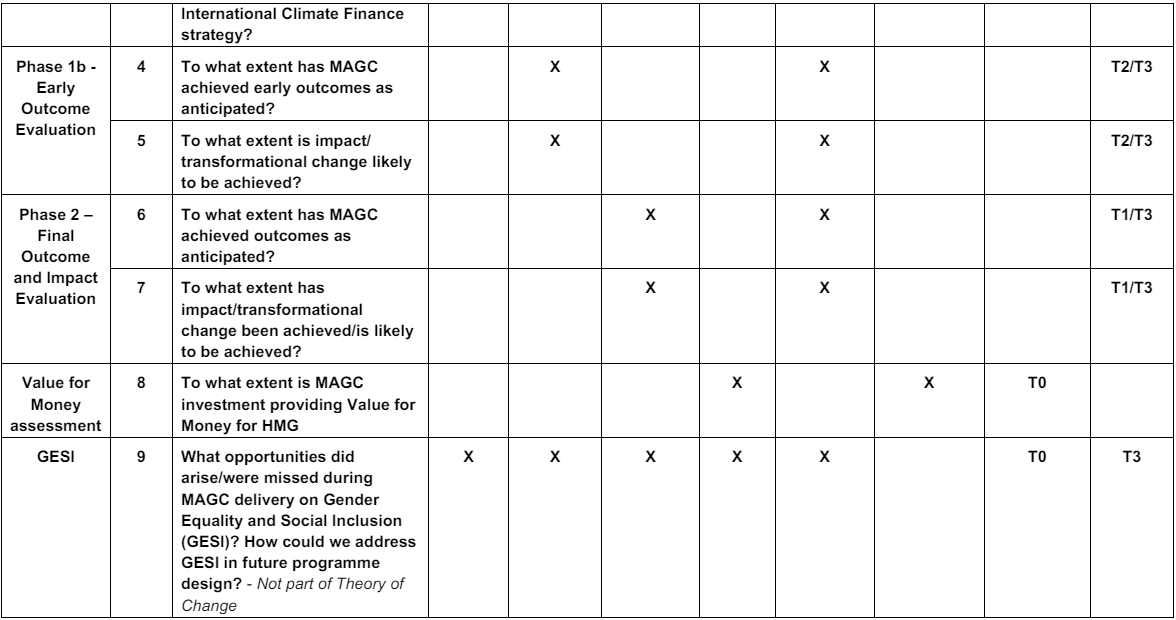 International Climate Finance
strategy?
Phase 1b -
Early
Outcome
Evaluation
4
To what extent has MAGC
achieved early outcomes as
anticipated?
X
X
T2/T3
5
To what extent is impact/
transformational change likely
to be achieved?
X
X
T2/T3
Phase 2 –
Final
Outcome
and Impact
Evaluation
6
To what extent has MAGC
achieved outcomes as
anticipated?
X
X
T1/T3
7
To what extent has
impact/transformational
change been achieved/is likely
to be achieved?
X
X
T1/T3
Value for
Money
assessment
8
To what extent is MAGC
investment providing Value for
Money for HMG
X
X
T0
GESI
9
What opportunities did
arise/were missed during
MAGC delivery on Gender
Equality and Social Inclusion
(GESI)? How could we address
GESI in future programme
design? - Not part of Theory of
Change
X
X
X
X
X
T0
T3